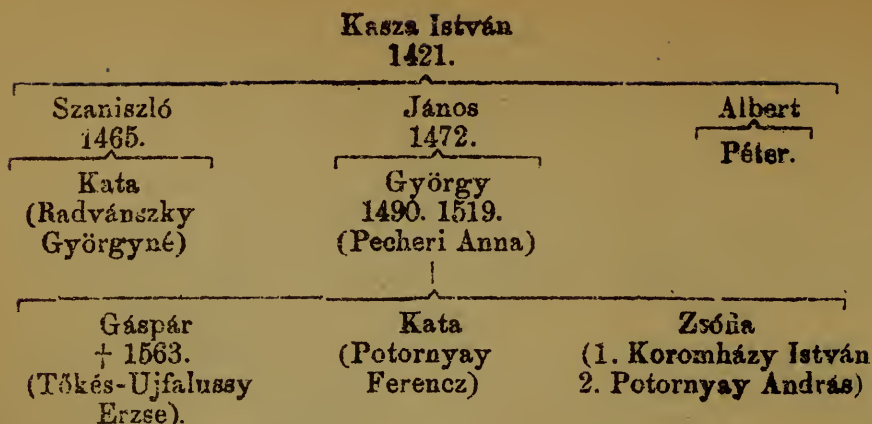 Kasza István
1421.
Szaniszló János Albert
1465. 1472. Péter.
Kata György
(Radvánszky 1490. 1519.
Györgyné) (Pecheri Anna)
Gáspár Kata Zsófia
† 1563. (Potornyay (1. Koromházy István
(Tőkés-Ujfalussy Ferencz) 2. Potornyay András)
Erzse).